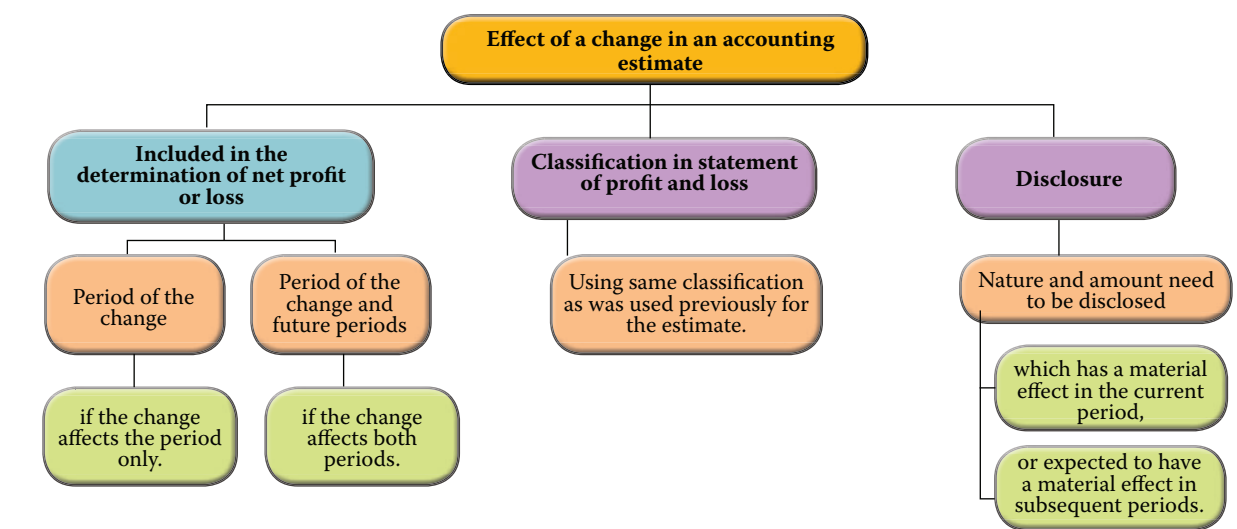 Effect of a change in an accounting
estimate
Included in the
determination of net profit
or loss
Classification in statement
of profit and loss
Disclosure
Period of the
change
Period of the
change and
future periods
Using same classification
as was used previously for
the estimate.
Nature and amount need
to be disclosed
if the change
affects the period
only.
if the change
affects both
periods.
which has a material
effect in the current
period,
or expected to have
a material effect in
subsequent periods.